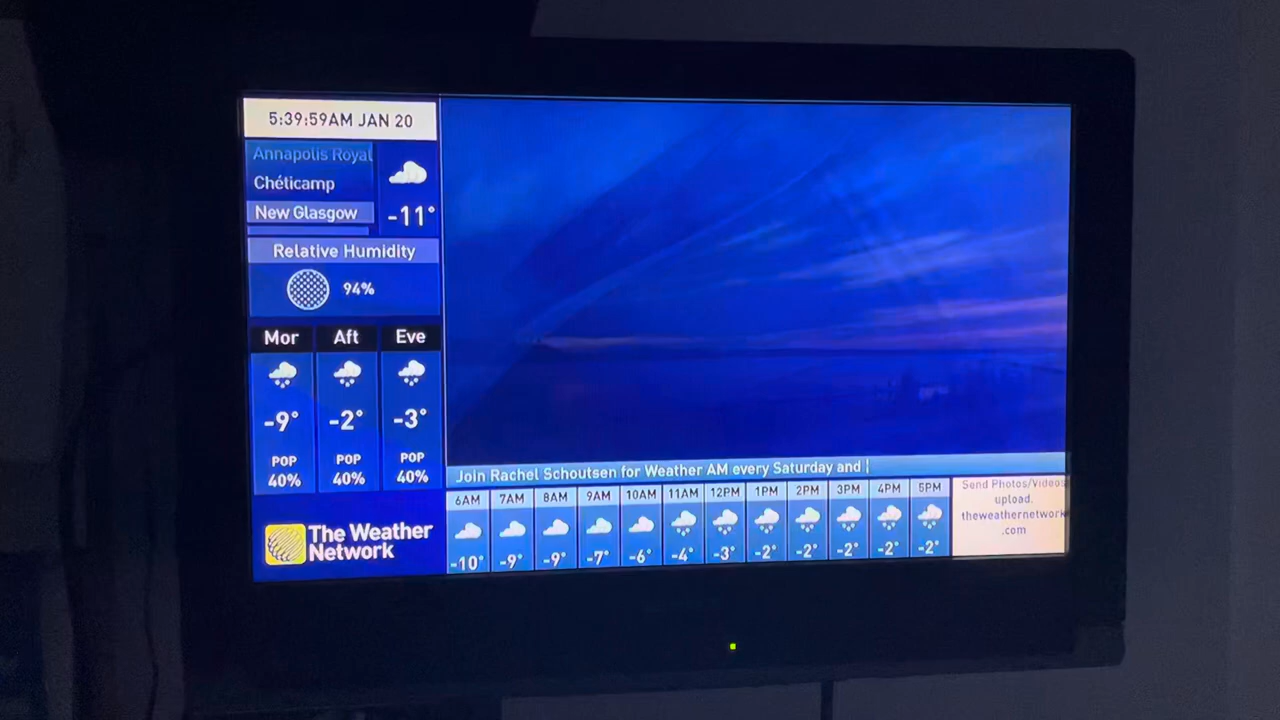 5:39:59AM JAN 20
Annapolis Royal
Chéticamp
New Glasgow
-11°
Relative Humidity
94%
Mor Aft Eve
-9° -2° -3°
POP POP POP
40% 40% 40%
The Weather
Network
Join Rachel Schoutsen for Weather AM every Saturday and
6AM 7AM 8AM 9AM 10AM 11AM 12PM 1PM 2PM 3PM 4PM 5PM
-10° -9° -9° -7° -6° -4° -3° -2° -2° -2° -2° -2°
Send Photos/Videos
upload.
theweathernetwork
.com